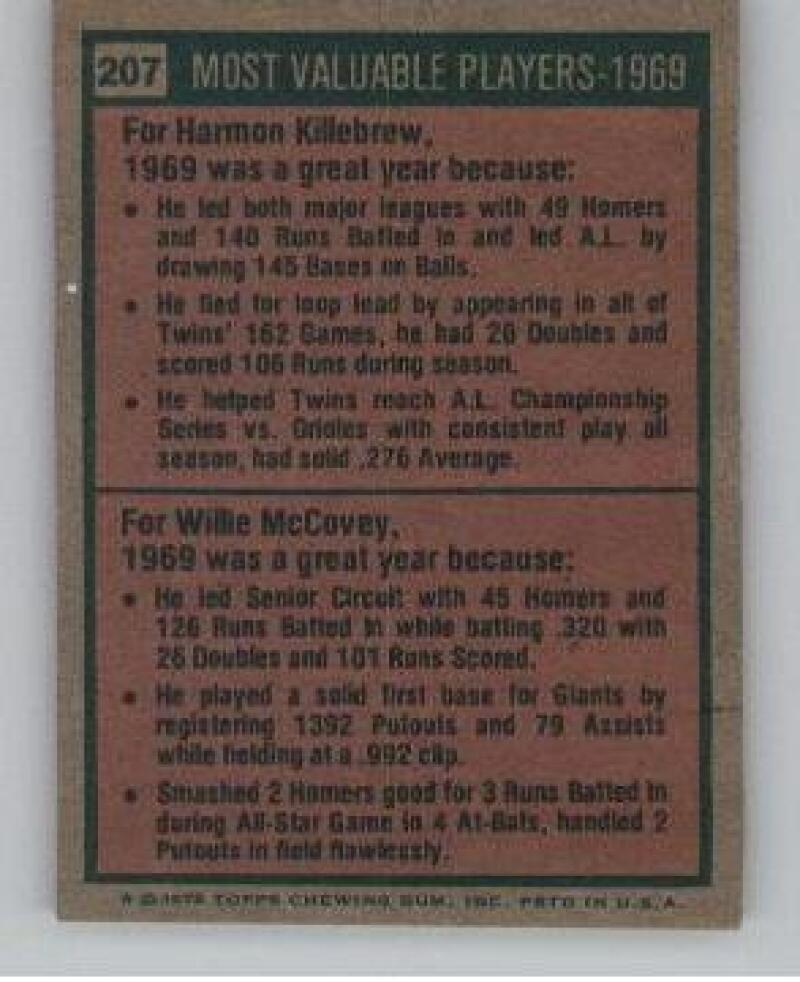 207 MOST VALUABLE PLAYERS-1969
For Harmon Killebrew,
1969 was a great year because:
• He led both major leagues with 49 Homers
and 140 Runs Batted In and led A.L. by
drawing 145 Bases on Balls.
• He tied for loop lead by appearing in all of
Twins' 162 Games, he had 20 Doubles and
scored 106 Runs during season.
• He helped Twins reach A.L. Championship
Series vs. Orioles with consistent play all
season, had solid .276 Average.
For Willie McCovey,
1969 was a great year because:
• He led Senior Circuit with 45 Homers and
126 Runs Batted In while batting .320 with
26 Doubles and 101 Runs Scored.
• He played a solid first base for Giants by
registering 1392 Putouts and 79 Assists
while fielding at a .992 clip.
• Smashed 2 Homers good for 3 Runs Batted In
during All-Star Game in 4 At-Bats, handled 2
Putouts in field flawlessly.
© 1975 TOPPS CHEWING GUM, INC. PRTD IN U.S.A.